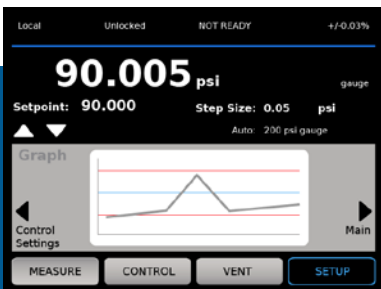 Local Unlocked NOT READY +/-0.03%
90.005 psi gauge
Setpoint: 90.000 Step Size: 0.05 psi
Auto: 200 psi gauge
Graph
Control Settings Main
MEASURE CONTROL VENT SETUP